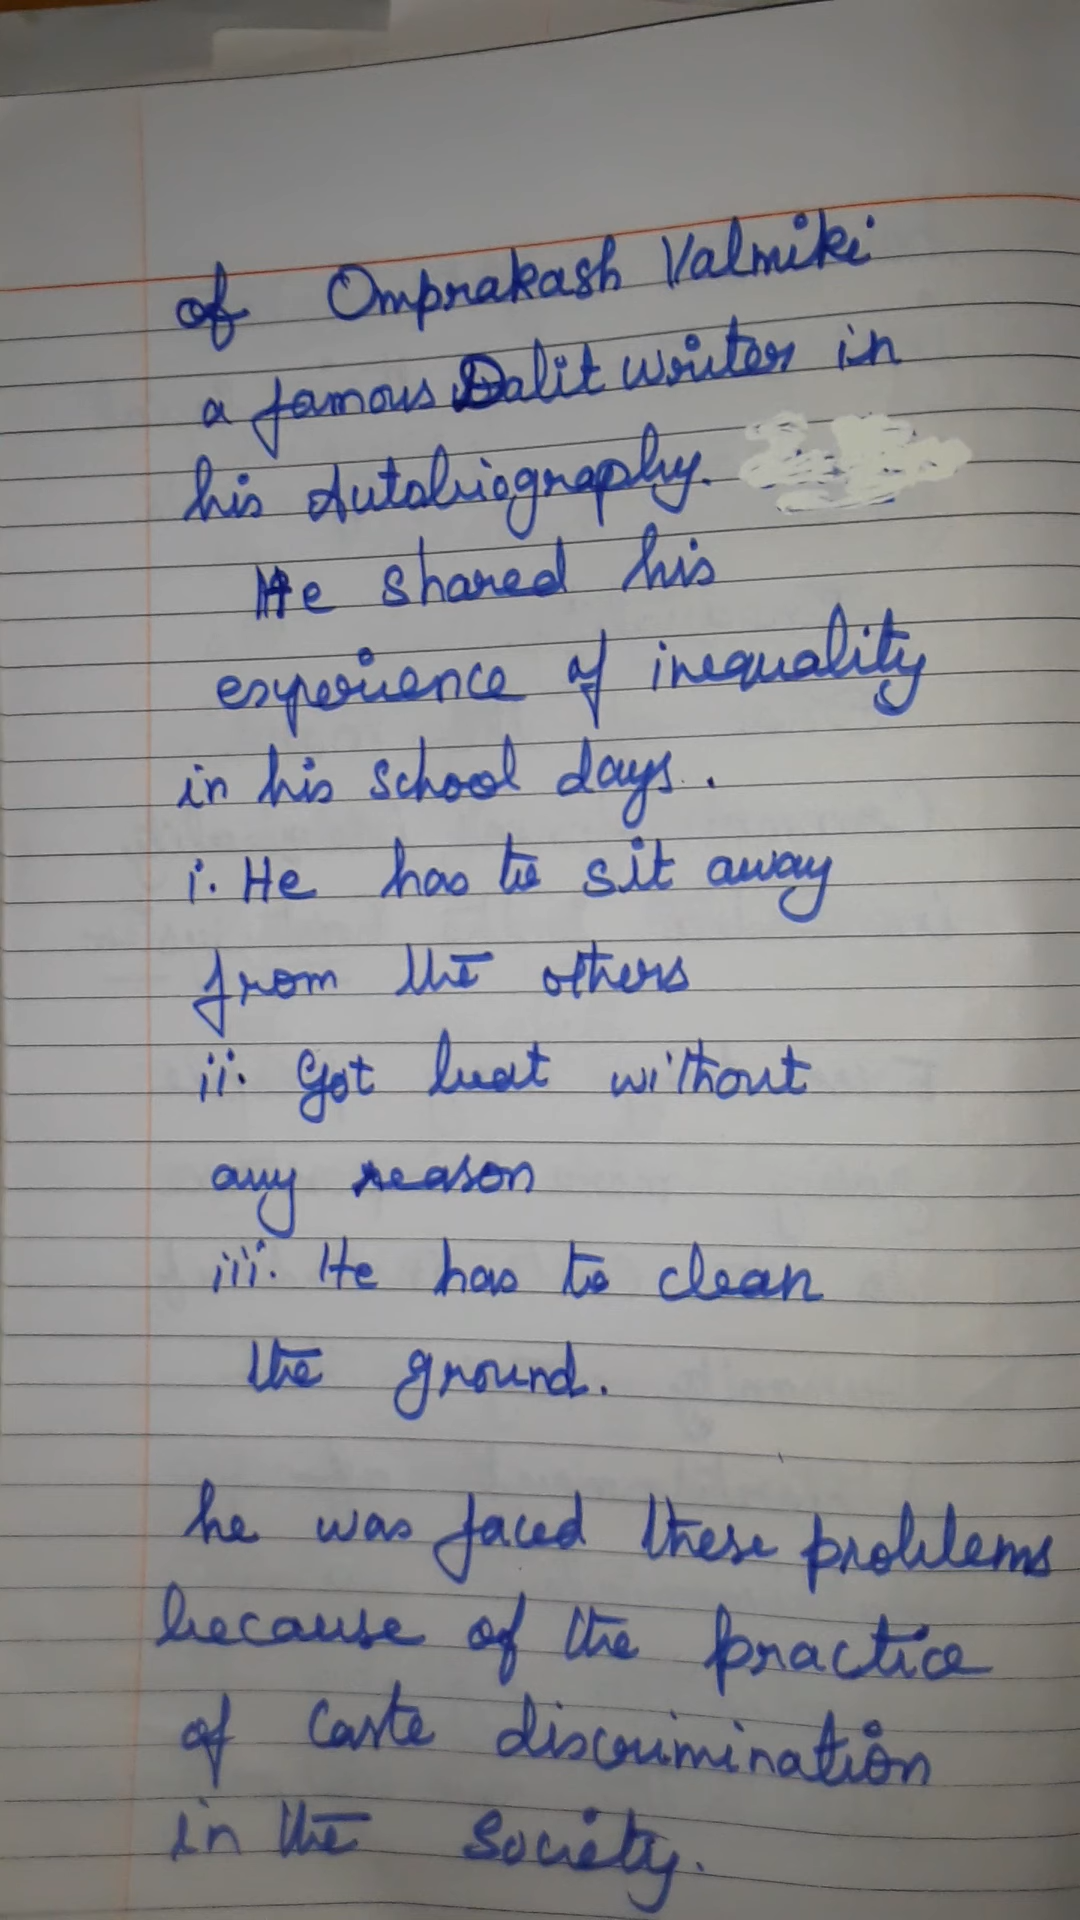 of Omprakash Valmiki
a famous Dalit writer in
his Autobiography.
He shared his
experience of inequality
in his school days.
i. He has to sit away
from the others
ii. Got beat without
any reason
iii. He has to clean
the ground.
he was faced these problems
because of the practice
of caste discrimination
in the society.